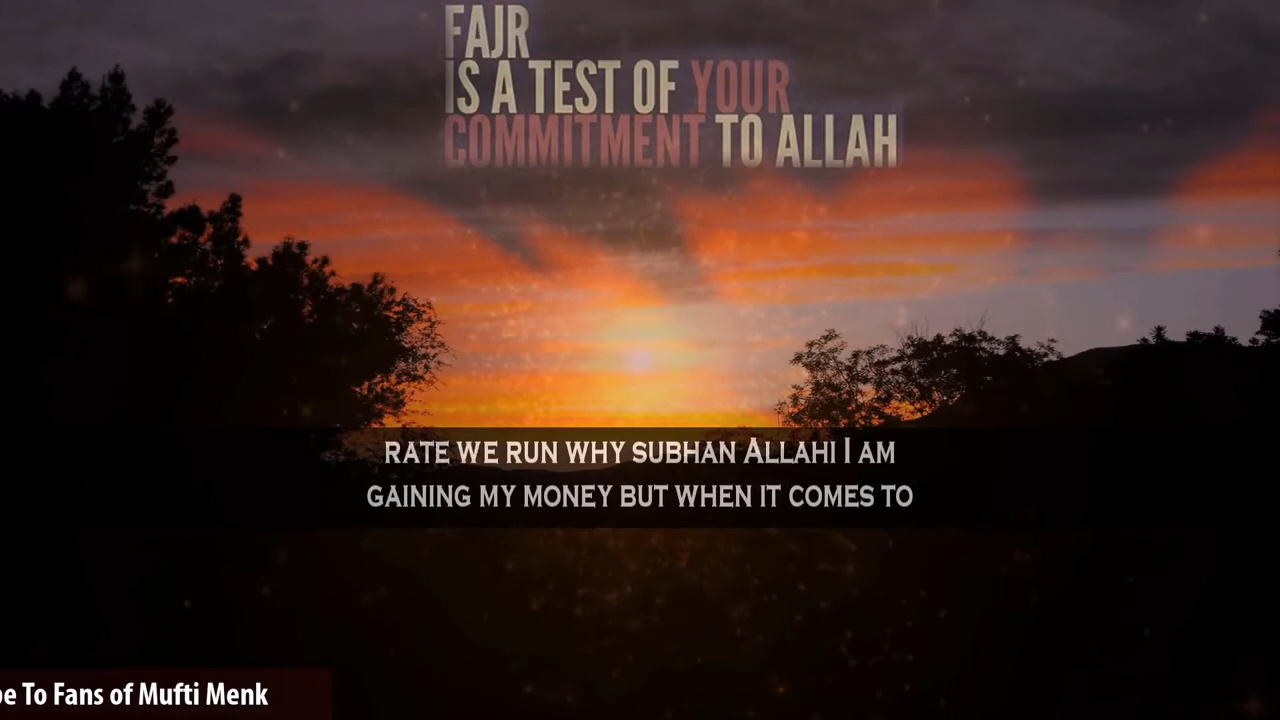 FAJR
IS A TEST OF YOUR
COMMITMENT TO ALLAH
RATE WE RUN WHY SUBHAN ALLAHI I AM
GAINING MY MONEY BUT WHEN IT COMES TO
be To Fans of Mufti Menk